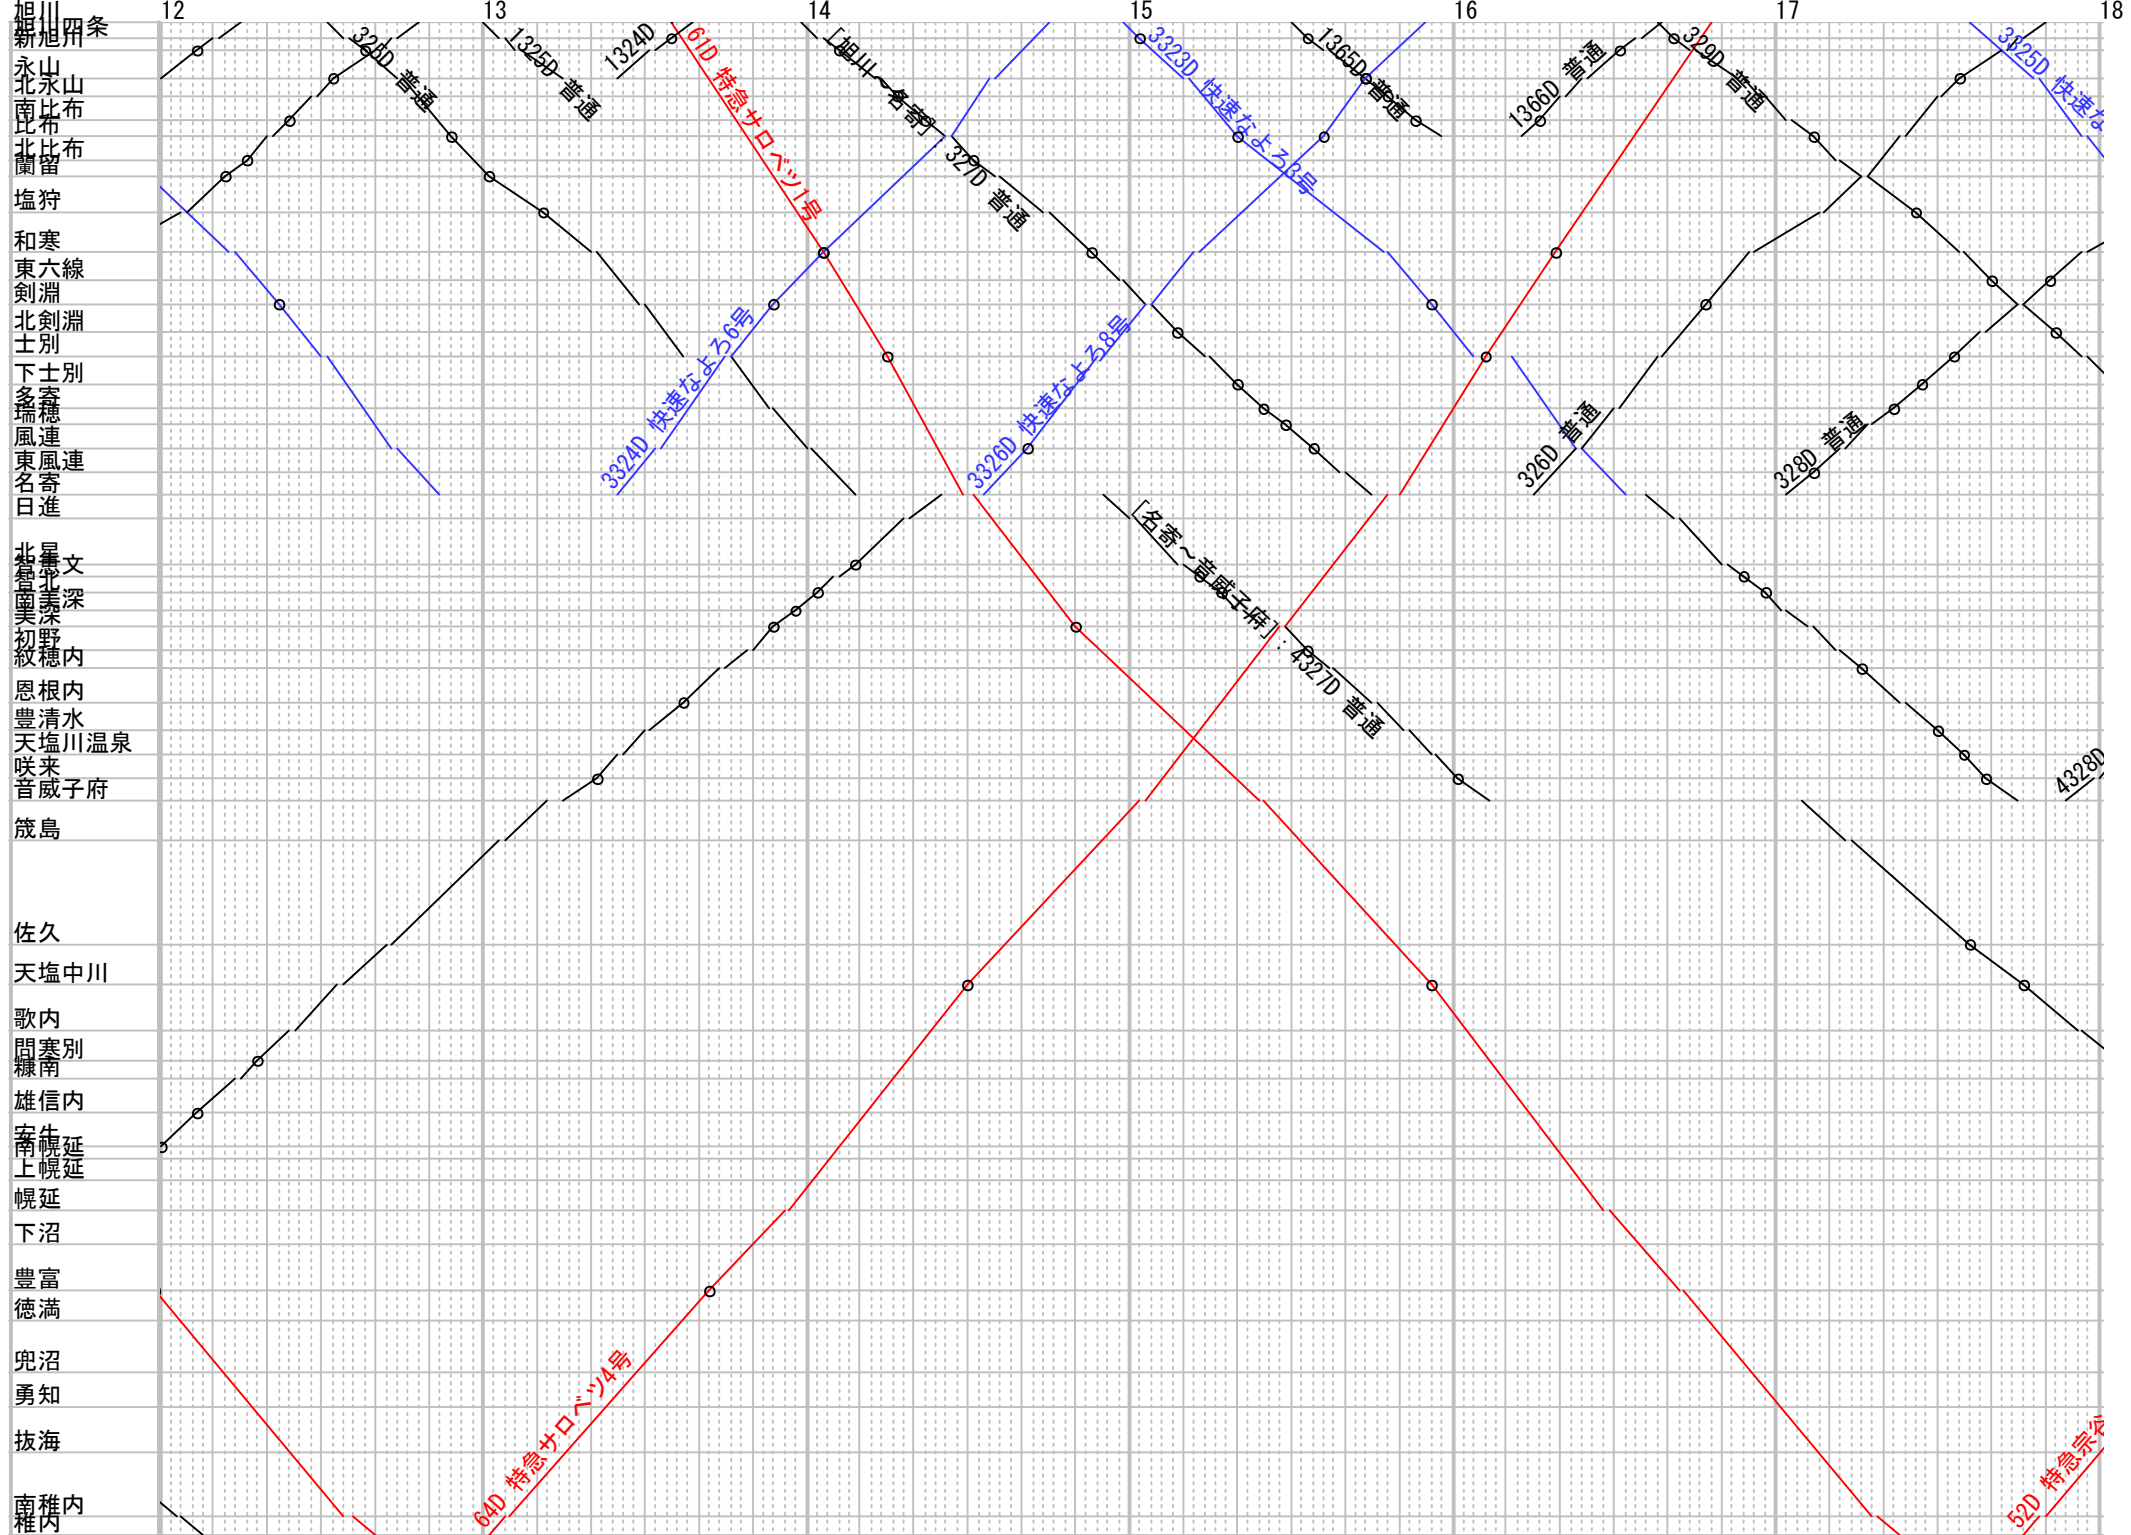 12 13 14 15 16 17 18
旭川
旭川四条
新旭川
永山
北永山
南比布
比布
北比布
蘭留
塩狩
和寒
東六線
剣淵
北剣淵
士別
下士別
多寄
瑞穂
風連
東風連
名寄
日進
北星
智恵文
智北
南美深
美深
初野
紋穂内
恩根内
豊清水
天塩川温泉
咲来
音威子府
筬島
佐久
天塩中川
歌内
問寒別
糠南
雄信内
安牛
南幌延
上幌延
幌延
下沼
豊富
徳満
兜沼
勇知
抜海
南稚内
稚内
325D 普通
1325D 普通
1324D
61D 特急サロベツ1号
[旭川～名寄]：327D 普通
3323D 快速なよろ3号
1365D 普通
1366D 普通
329D 普通
3325D 快速な
3324D 快速なよろ6号
3326D 快速なよろ8号
326D 普通
328D 普通
[名寄～音威子府]：4327D 普通
4328D
64D 特急サロベツ4号
52D 特急宗谷